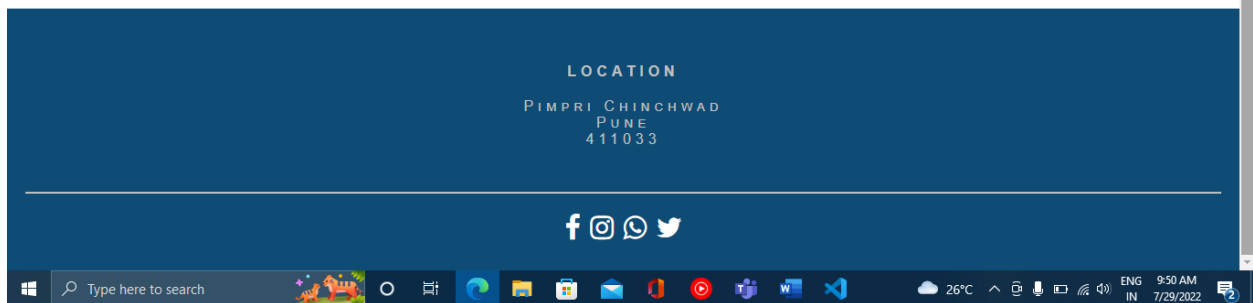 LOCATION
PIMPRI CHINCHWAD
PUNE
411033
Type here to search
26°C
ENG
IN
9:50 AM
7/29/2022
2